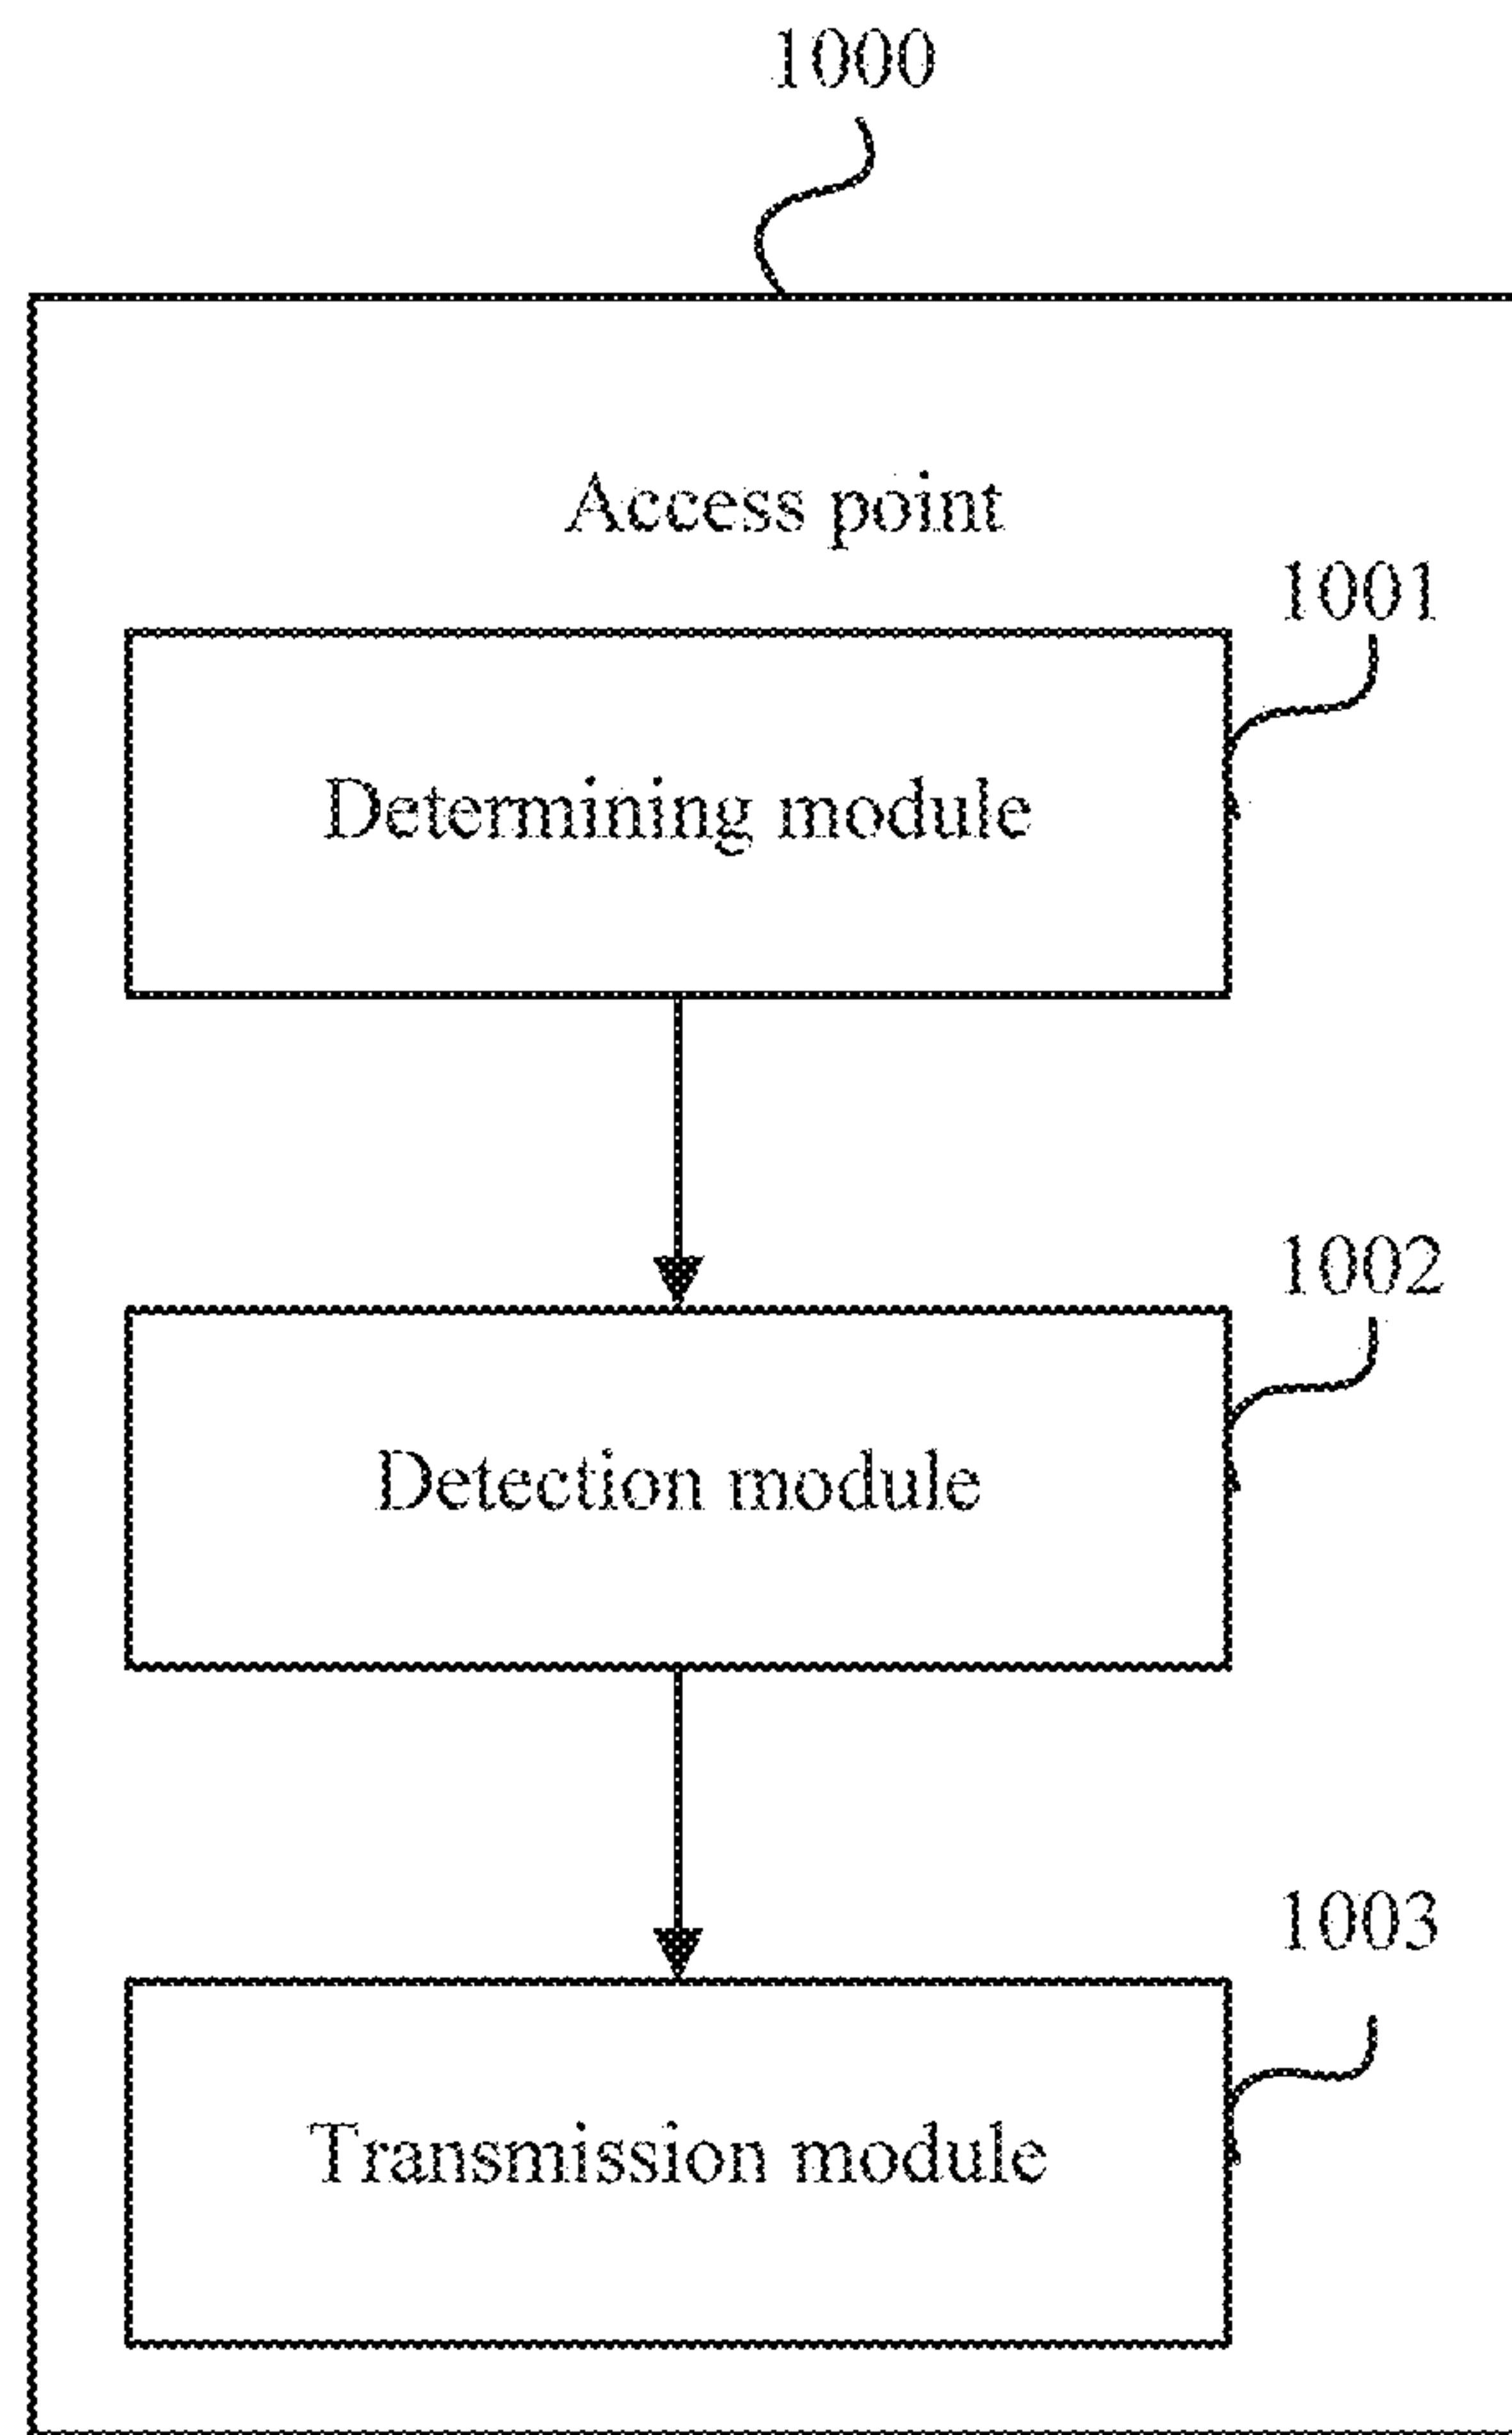 1000
Access point
1001
Determining module
1002
Detection module
1003
Transmission module